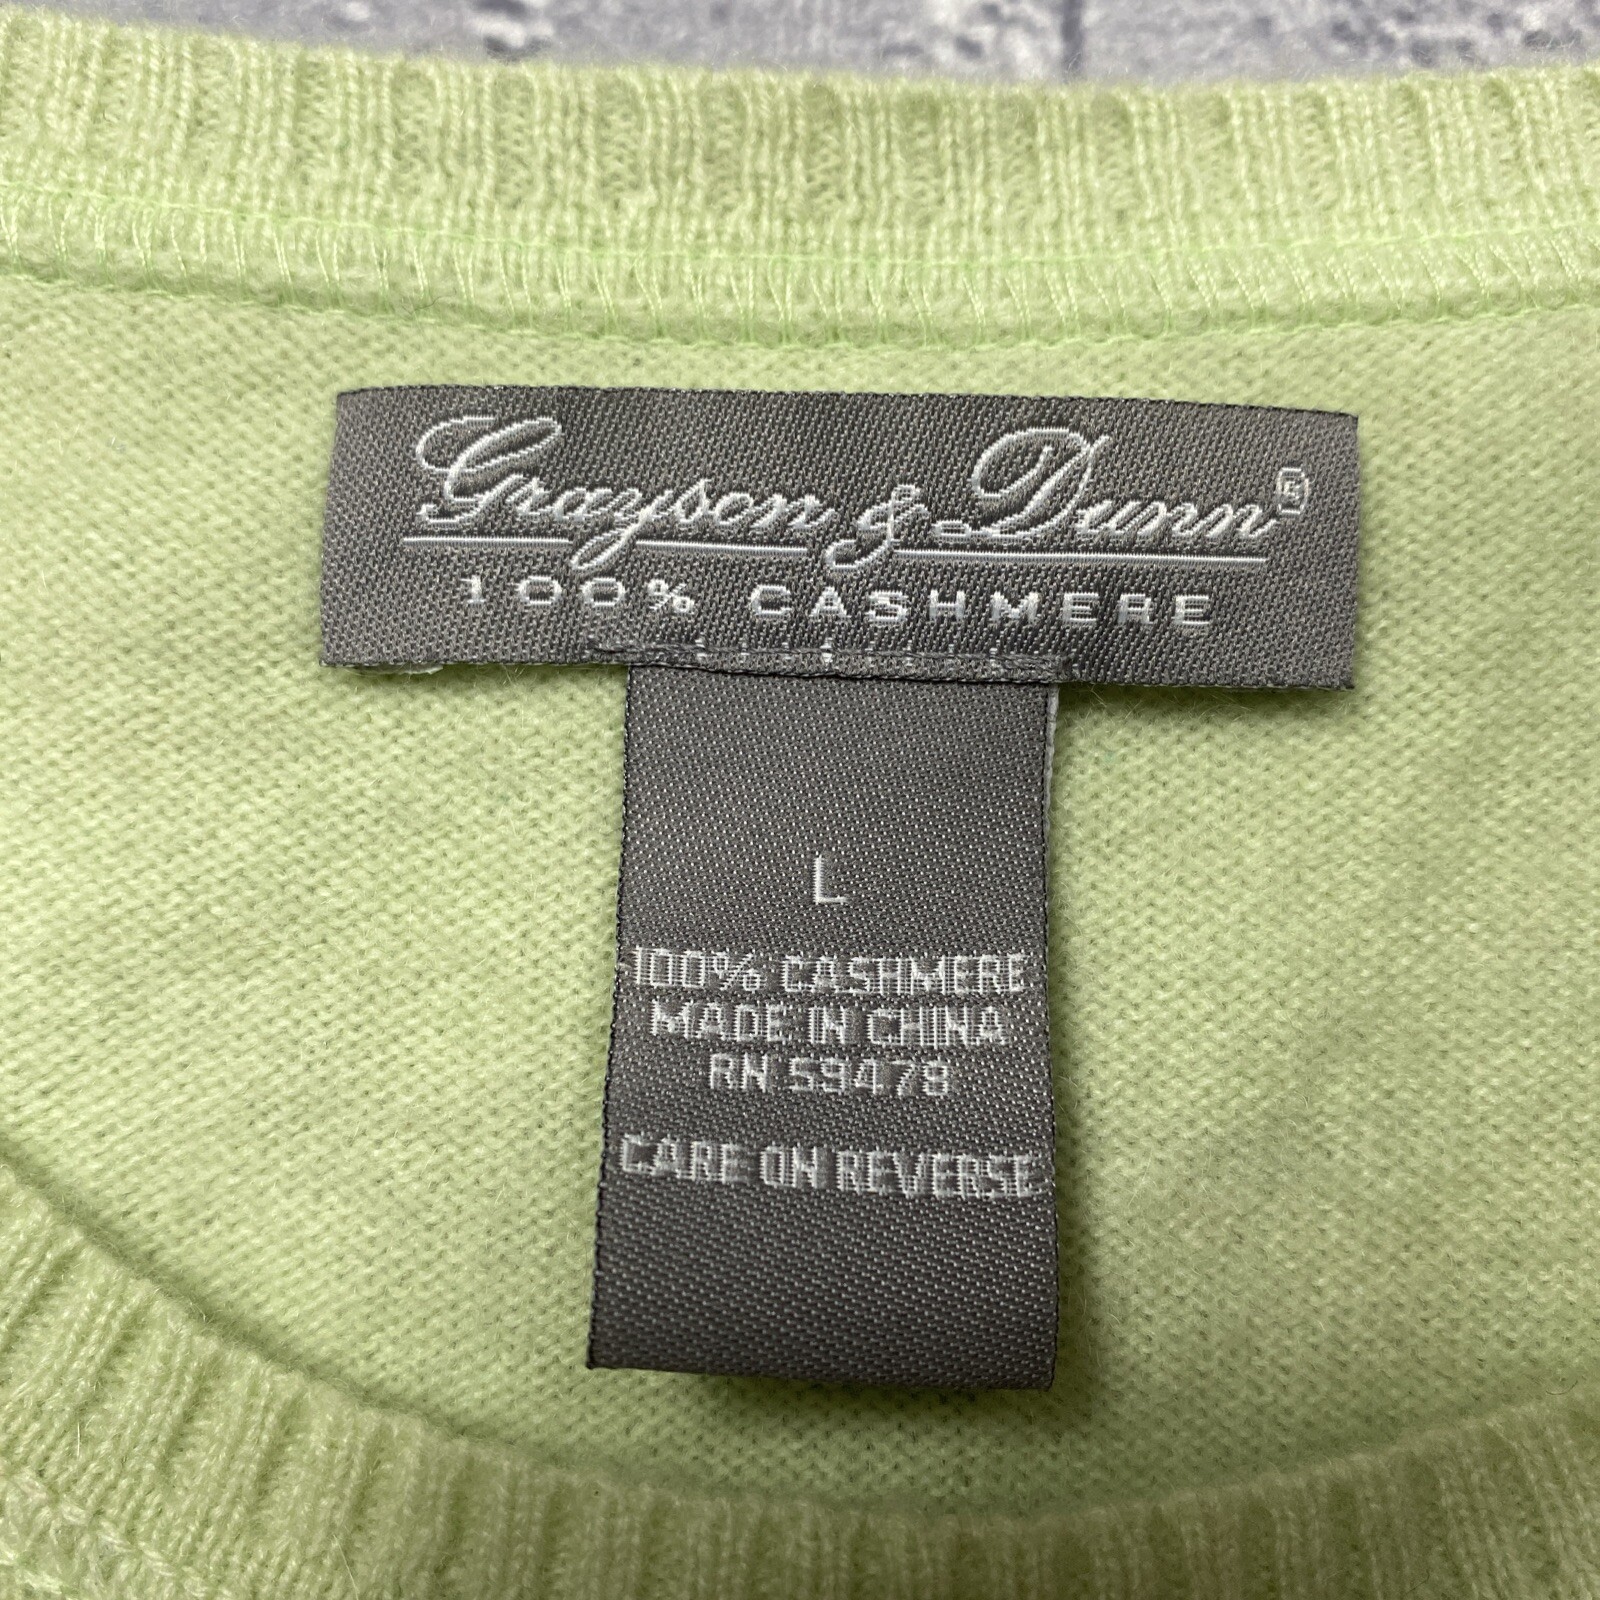 Grayson & Dunn®
100% CASHMERE
L
100% CASHMERE
MADE IN CHINA
RN 59478
CARE ON REVERSE